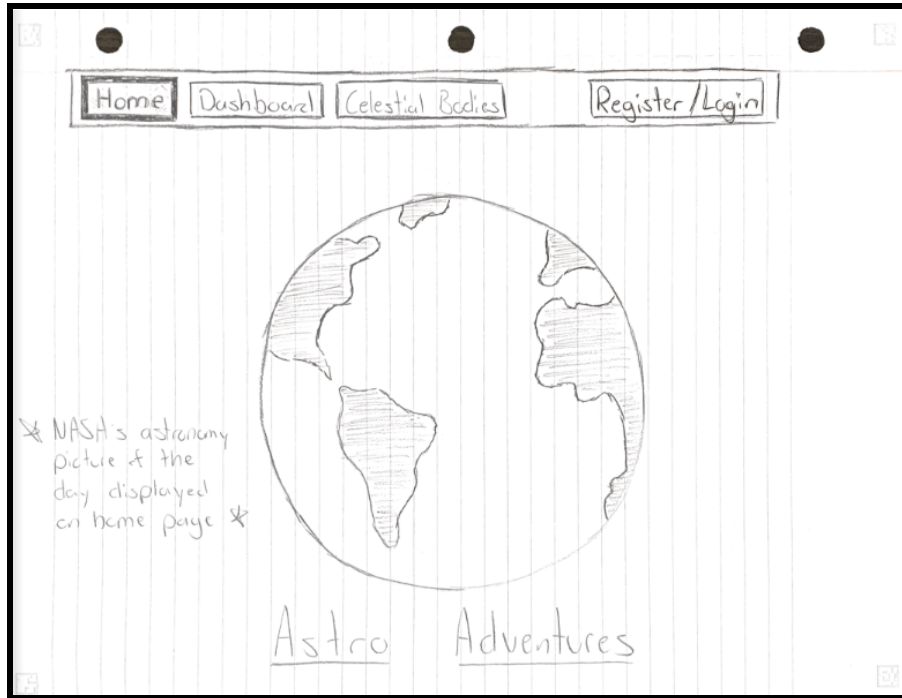 Home Dashboard Celestial Bodies Register/Login
* NASA's astronomy
picture of the
day displayed
on home page *
Astro Adventures